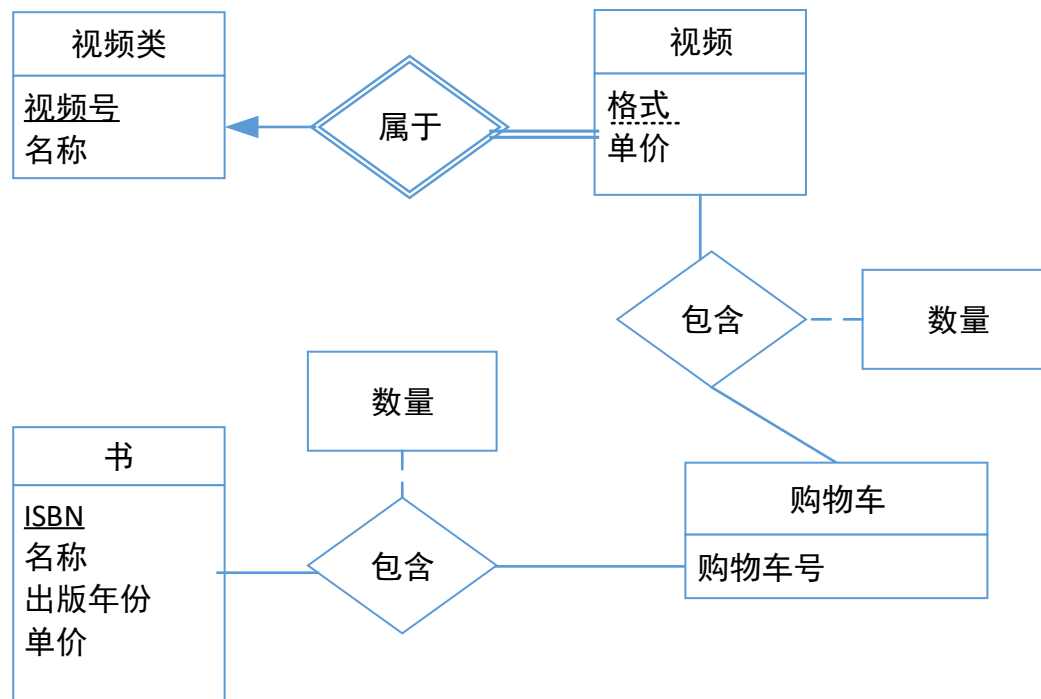 视频类
视频号
名称
属于
视频
格式
单价
包含
数量
数量
书
ISBN
名称
出版年份
单价
包含
购物车
购物车号